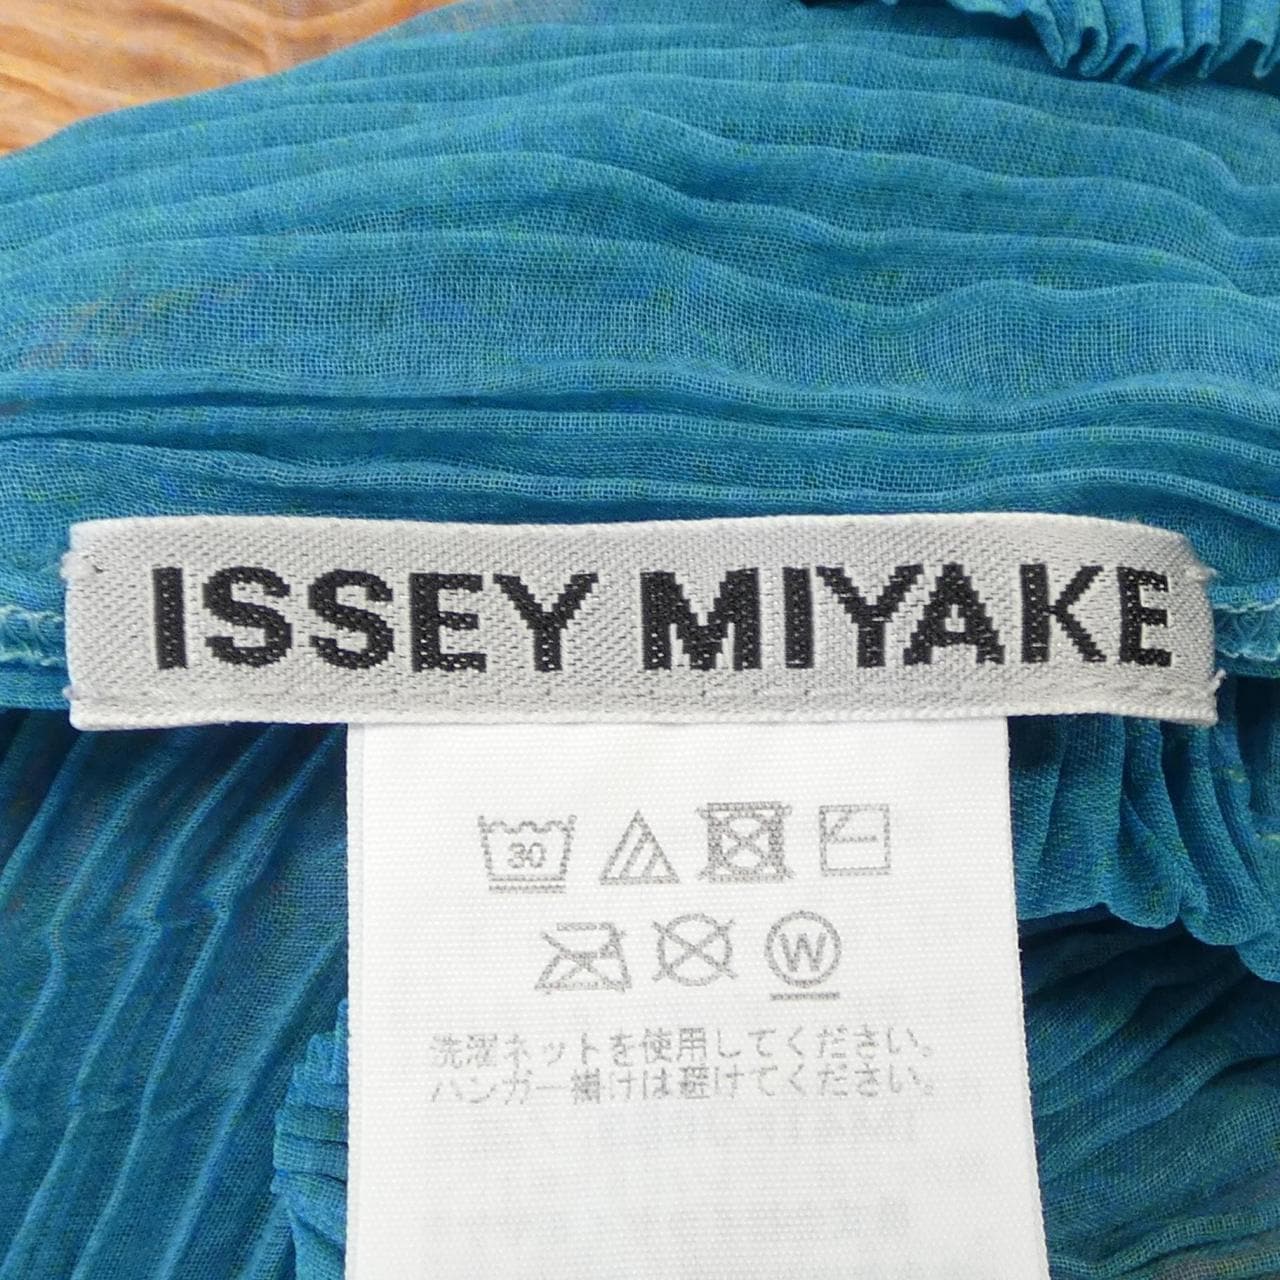 ISSEY MIYAKE
30
W
洗濯ネットを使用してください。
ハンガー掛けは避けてください。